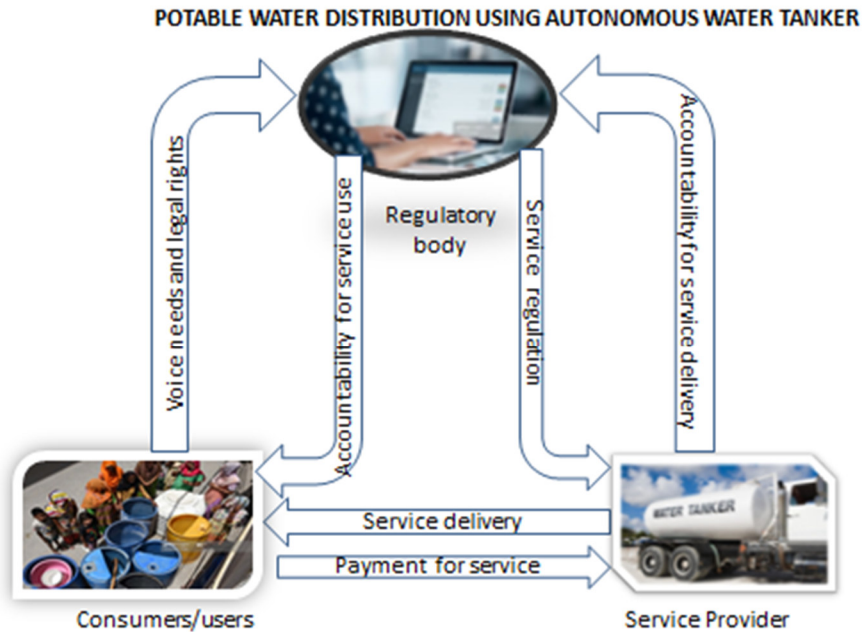 POTABLE WATER DISTRIBUTION USING AUTONOMOUS WATER TANKER
Voice needs and legal rights
Accountability for service use
Regulatory
body
Service regulation
Accountability for service delivery
WATER TANKER
Service delivery
Payment for service
Consumers/users
Service Provider